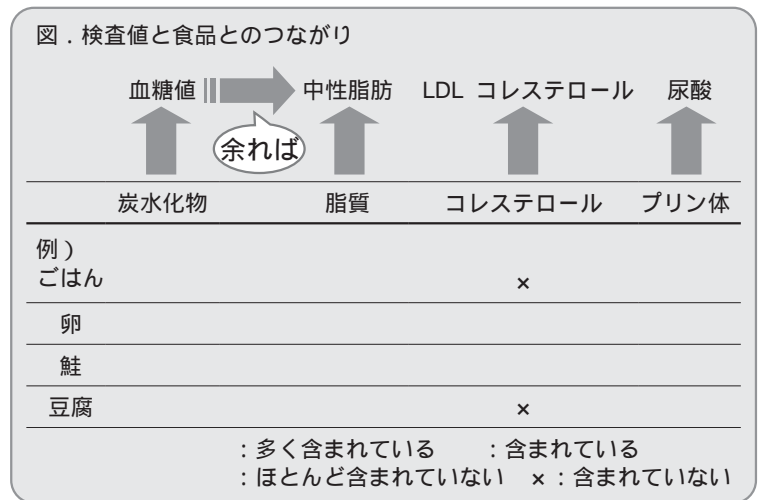 図．検査値と食品とのつながり
血糖値 中性脂肪 LDL コレステロール 尿酸
余れば
炭水化物 脂質 コレステロール プリン体
例）
ごはん ×
卵
鮭
豆腐 ×
：多く含まれている ：含まれている
：ほとんど含まれていない ×：含まれていない